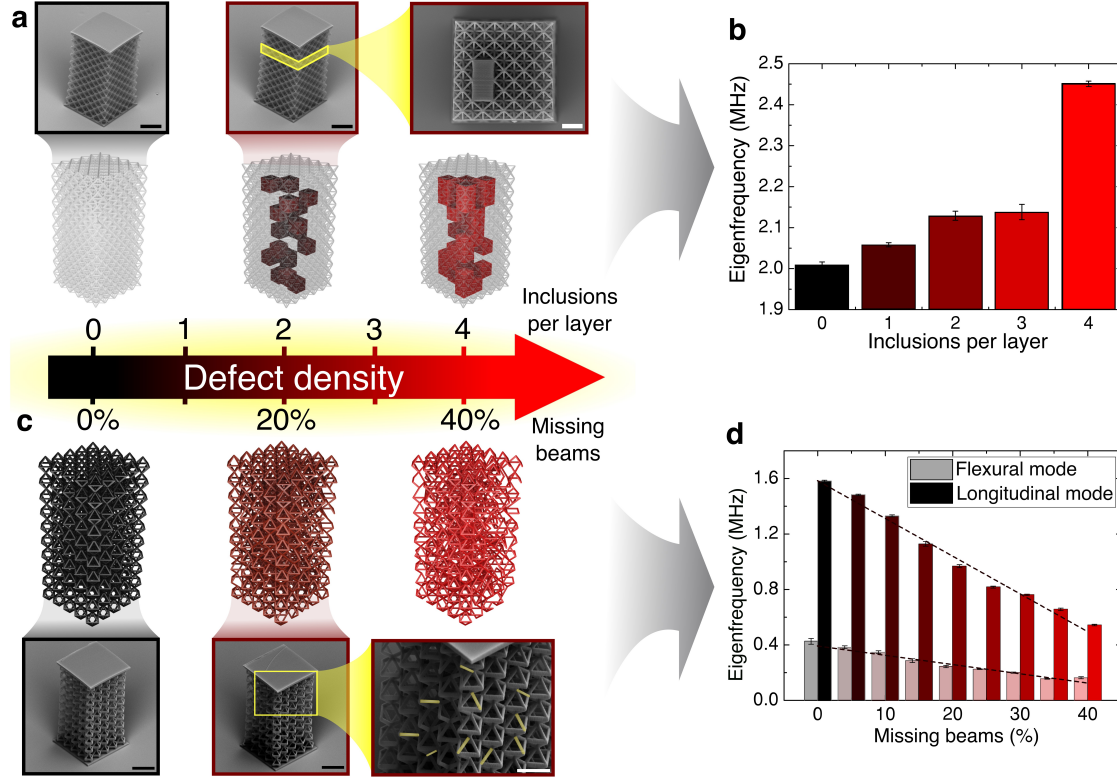 a
Inclusions
per layer
0 1 2 3 4
Defect density
0% 20% 40%
Missing
beams
b
Eigenfrequency (MHz)
2.5
2.4
2.3
2.2
2.1
2.0
1.9
0 1 2 3 4
Inclusions per layer
c
d
Flexural mode
Longitudinal mode
Eigenfrequency (MHz)
1.6
1.2
0.8
0.4
0.0
0 10 20 30 40
Missing beams (%)